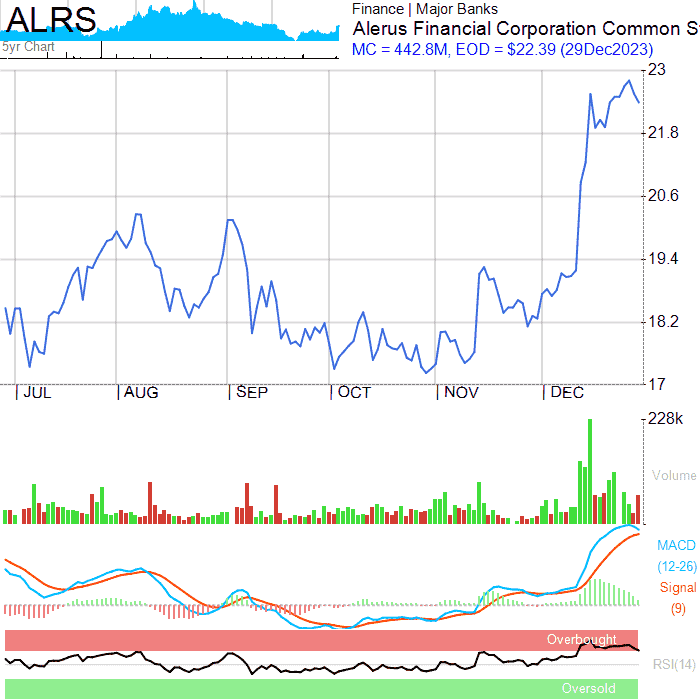 ALRS
5yr Chart
Finance | Major Banks
Alerus Financial Corporation Common S
MC = 442.8M, EOD = $22.39 (29Dec2023)
23
21.8
20.6
19.4
18.2
17
JUL AUG SEP OCT NOV DEC
228k
Volume
MACD
(12-26)
Signal
(9)
Overbought
RSI(14)
Oversold